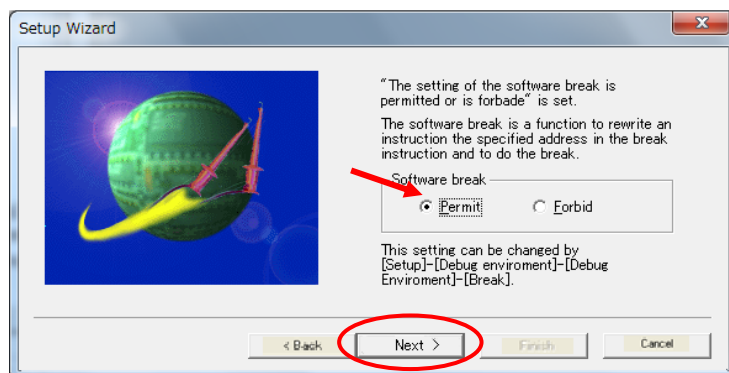 Setup Wizard
"The setting of the software break is
permitted or is forbade" is set.
The software break is a function to rewrite an
instruction the specified address in the break
instruction and to do the break.
Software break
Permit Forbid
This setting can be changed by
[Setup]-[Debug enviroment]-[Debug
Enviroment]-[Break].
< Back Next > Finish Cancel